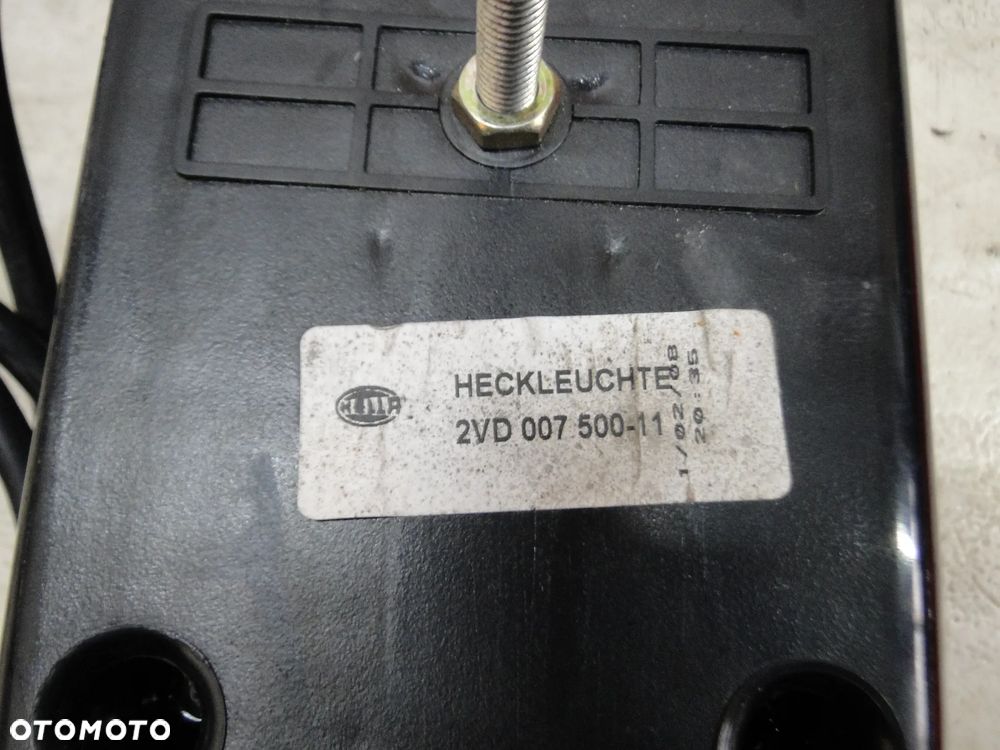 HELLA
HECKLEUCHTE
2VD 007 500-11
1/02/08
20:35
OTOMOTO